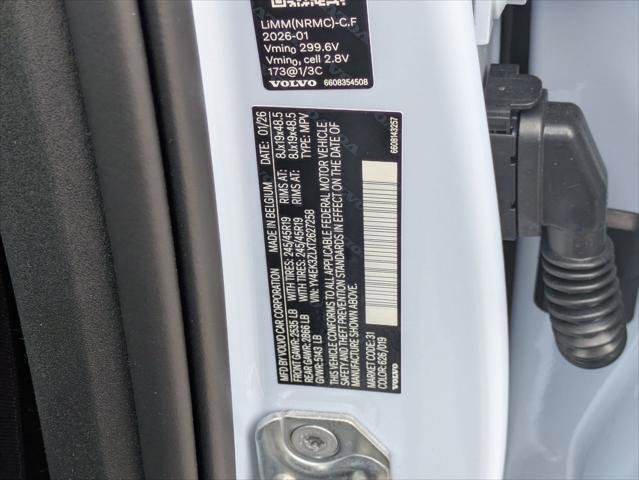 LiMM(NRMC)-C.F
2026-01
Vmin₀ 299.6V
Vmin₀, cell 2.8V
173@1/3C
VOLVO 6608354508
MFD BY VOLVO CAR CORPORATION MADE IN BELGIUM DATE: 01/26
FRONT GAWR: 2535 LB WITH TIRES: 245/45R19 RIMS AT: 8Jx19x48.5
REAR GAWR: 2866 LB WITH TIRES: 245/45R19 RIMS AT: 8Jx19x48.5
GVWR: 5143 LB VIN: YV4EK3ZLXT2627258 TYPE: MPV
THIS VEHICLE CONFORMS TO ALL APPLICABLE FEDERAL MOTOR VEHICLE
SAFETY AND THEFT PREVENTION STANDARDS IN EFFECT ON THE DATE OF
MANUFACTURE SHOWN ABOVE.
MARKET CODE: 31
COLOR: 626/019
VOLVO 6608143257